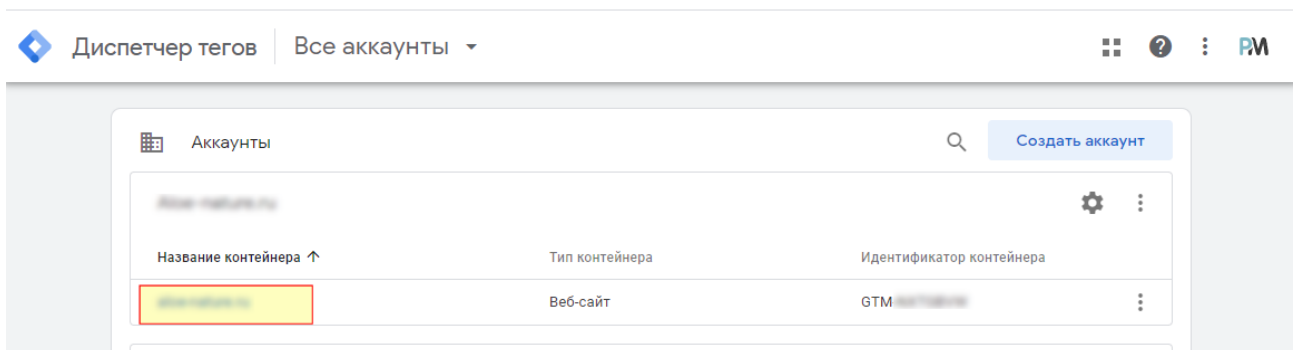 Диспетчер тегов Все аккаунты PM
Аккаунты Создать аккаунт
Название контейнера Тип контейнера Идентификатор контейнера
Веб-сайт GTM